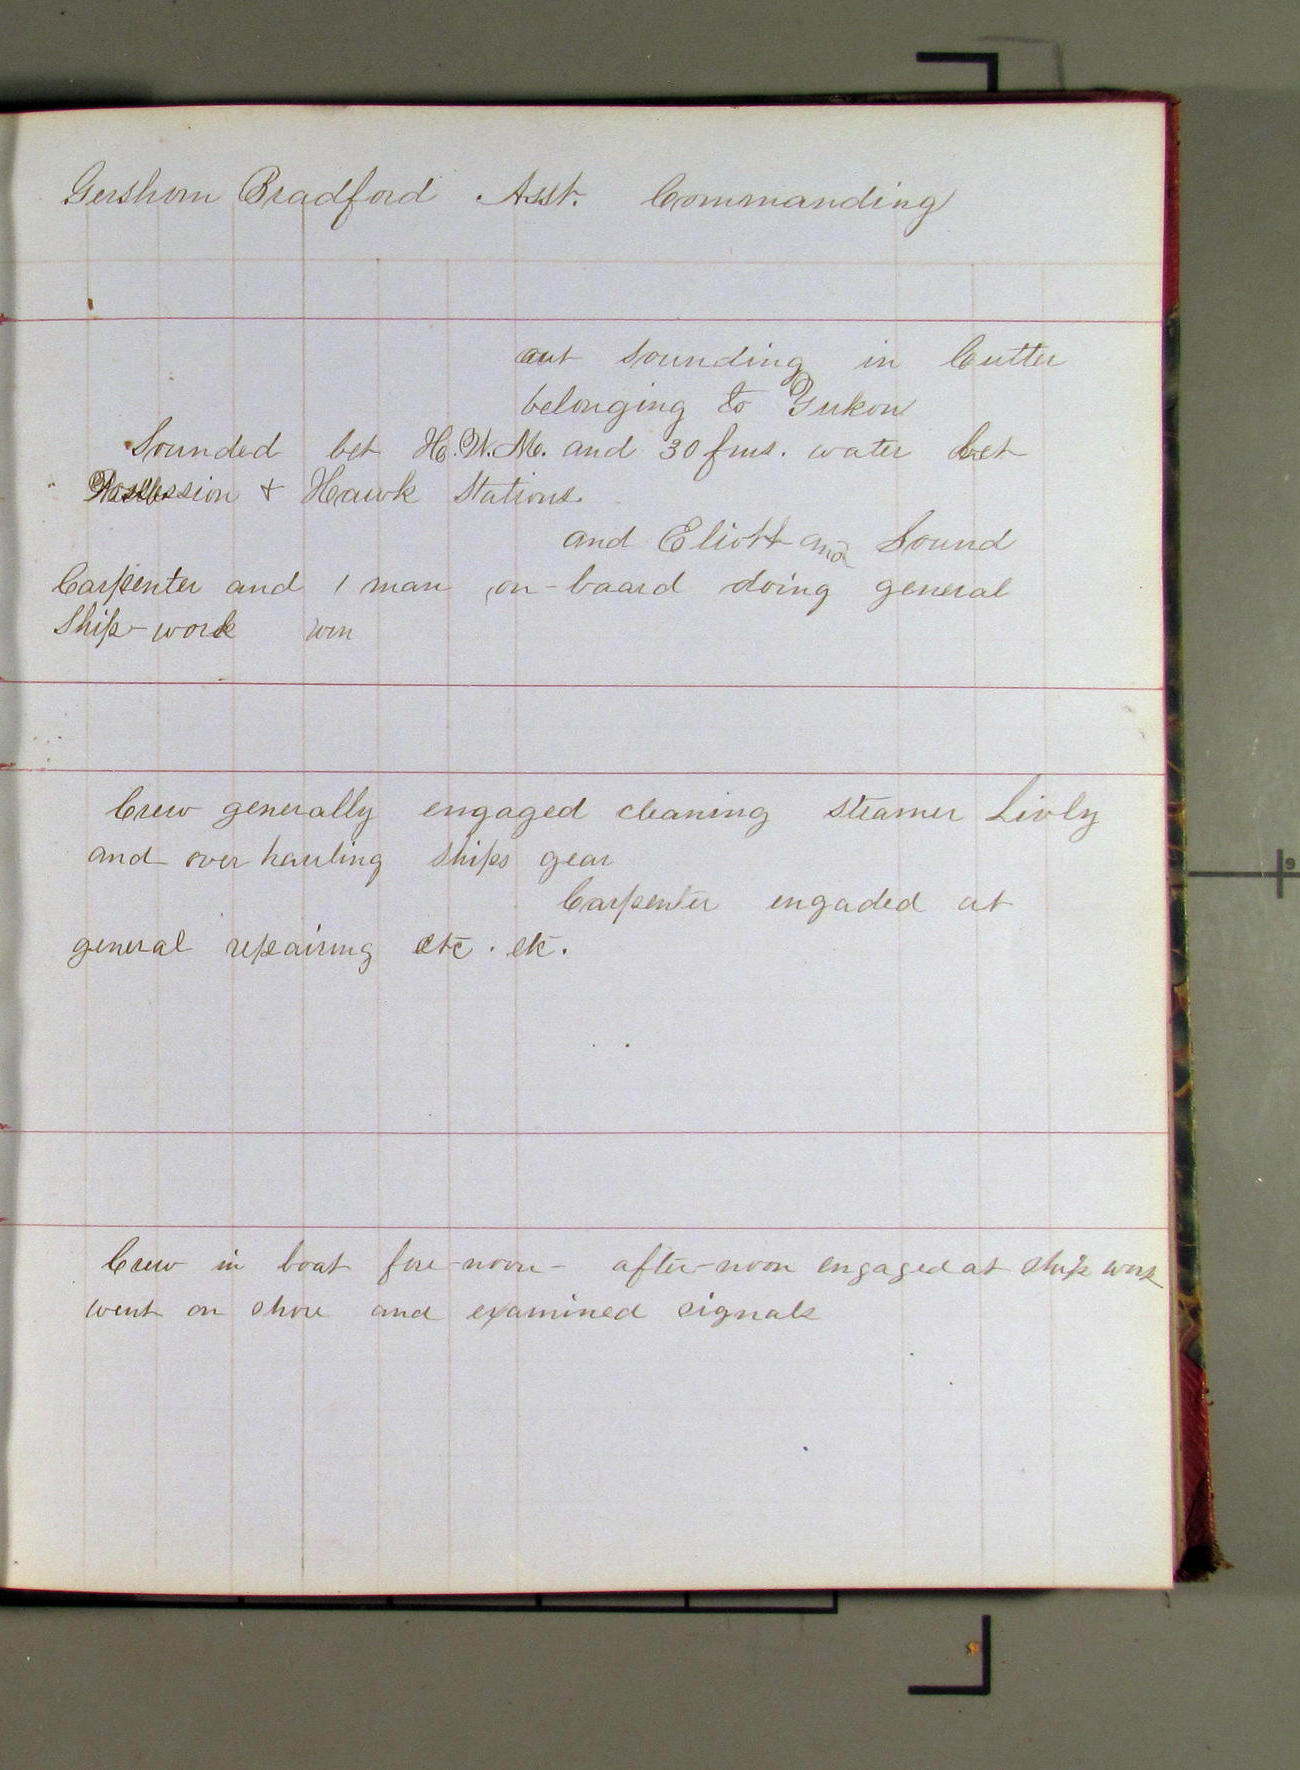 Gershom Bradford Asst. Commanding
out sounding in Cutter
belonging to Yukon
Sounded bet H.W.M. and 30 fms. water bet
Possession + Hawk Stations.
and Eliott and Sound
Carpenter and 1 man on-board doing general
Ship-work
Crew generally engaged cleaning steamer Livly
and over hauling ships gear
Carpenter engaded at
general repairing etc. etc.
Crew in boat fore-noon- after-noon engaged at ship work
went on shore and examined signals
9